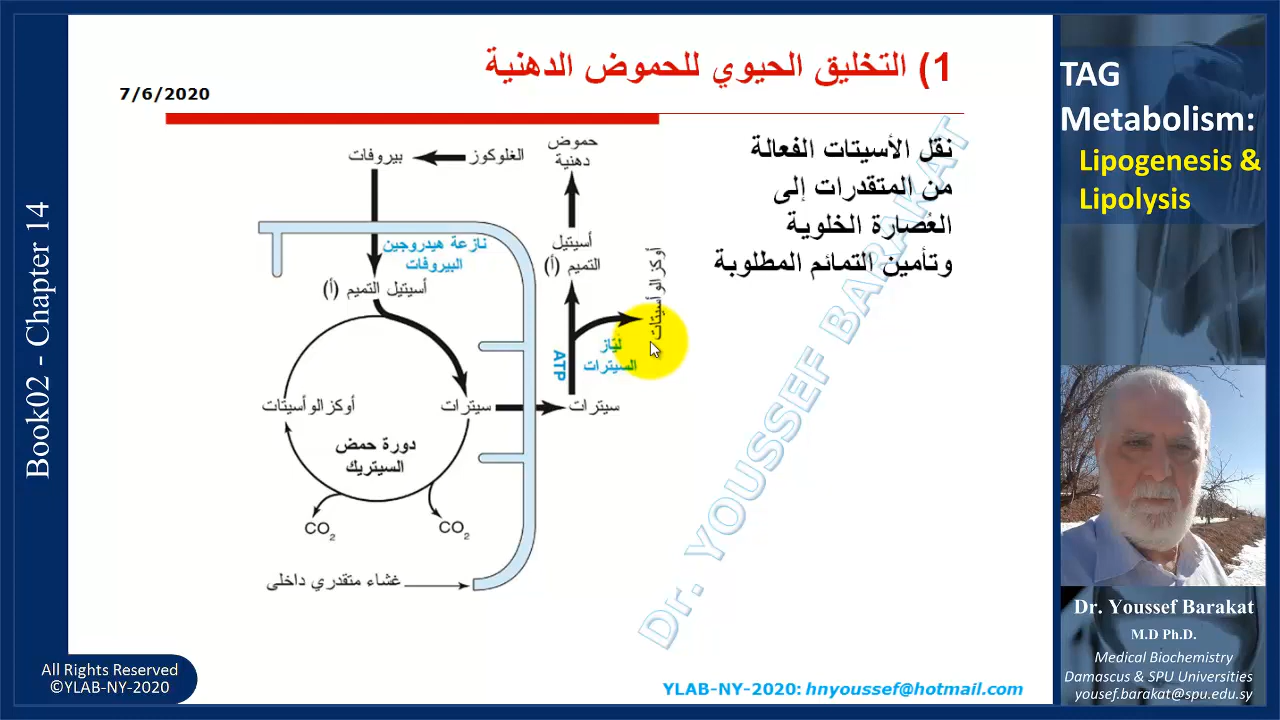 1) التخليق الحيوي للحموض الدهنية
7/6/2020
نقل الأسيتات الفعالة
من المتقدرات إلى
العُصارة الخلوية
وتأمين التمائم المطلوبة
حموض
دهنية
الغلوكوز
بيروفات
نازعة هيدروجين
البيروفات
أسيتيل التميم (أ)
أسيتيل
التميم (أ)
أوكزالوأسيتات
ليّاز
السيترات
ATP
سيترات
سيترات
أوكزالوأسيتات
دورة حمض
السيتريك
CO2
CO2
غشاء متقدري داخلي
Dr. YOUSSEF BARAKAT
YLAB-NY-2020: hnyoussef@hotmail.com
Book02 - Chapter 14
All Rights Reserved
©YLAB-NY-2020
TAG
Metabolism:
Lipogenesis &
Lipolysis
Dr. Youssef Barakat
M.D Ph.D.
Medical Biochemistry
Damascus & SPU Universities
yousef.barakat@spu.edu.sy